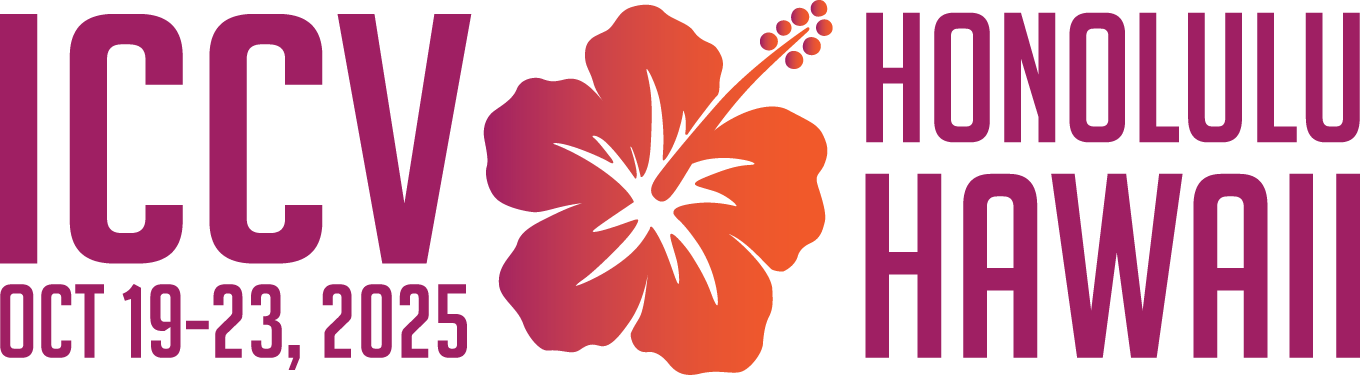 ICCV
OCT 19-23, 2025
HONOLULU
HAWAII